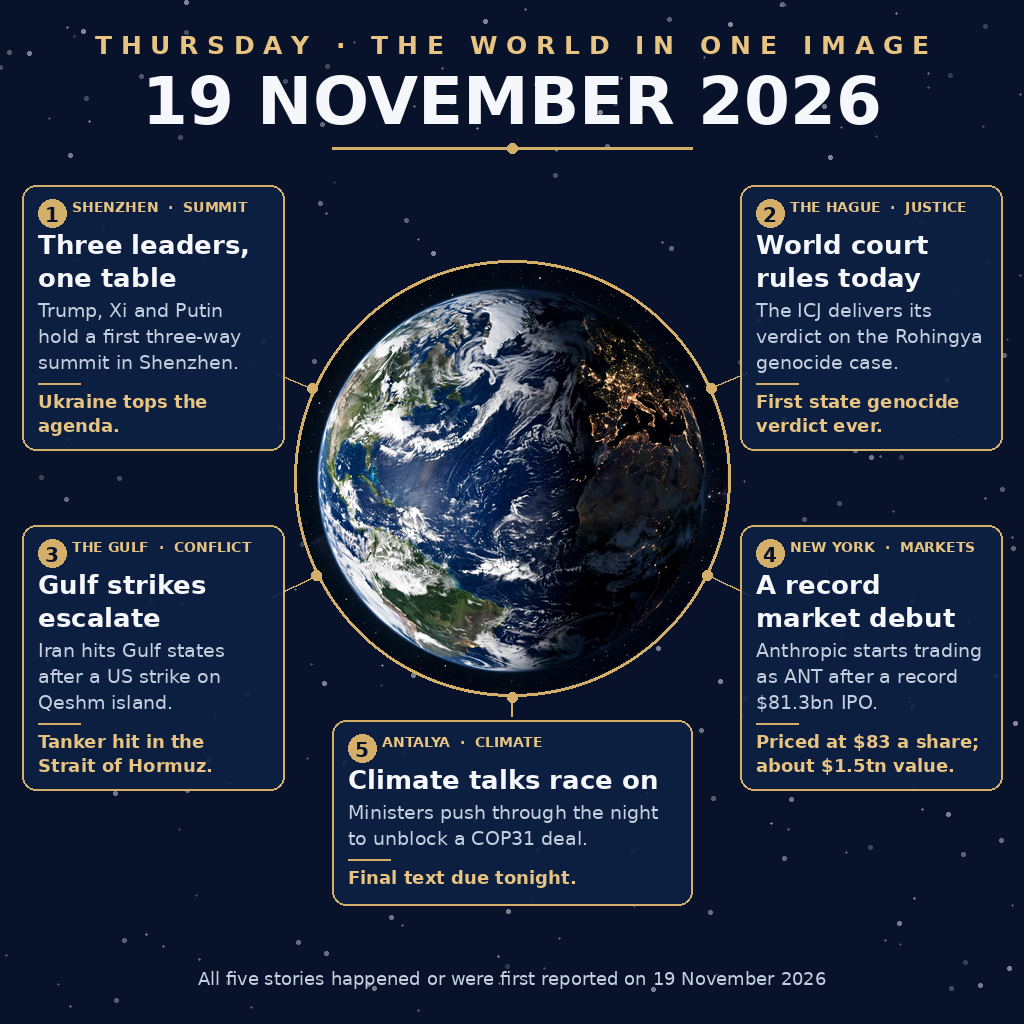 THURSDAY · THE WORLD IN ONE IMAGE
19 NOVEMBER 2026
1 SHENZHEN · SUMMIT
Three leaders,
one table
Trump, Xi and Putin
hold a first three-way
summit in Shenzhen.
Ukraine tops the
agenda.
2 THE HAGUE · JUSTICE
World court
rules today
The ICJ delivers its
verdict on the Rohingya
genocide case.
First state genocide
verdict ever.
3 THE GULF · CONFLICT
Gulf strikes
escalate
Iran hits Gulf states
after a US strike on
Qeshm island.
Tanker hit in the
Strait of Hormuz.
4 NEW YORK · MARKETS
A record
market debut
Anthropic starts trading
as ANT after a record
$81.3bn IPO.
Priced at $83 a share;
about $1.5tn value.
5 ANTALYA · CLIMATE
Climate talks race on
Ministers push through the night
to unblock a COP31 deal.
Final text due tonight.
All five stories happened or were first reported on 19 November 2026